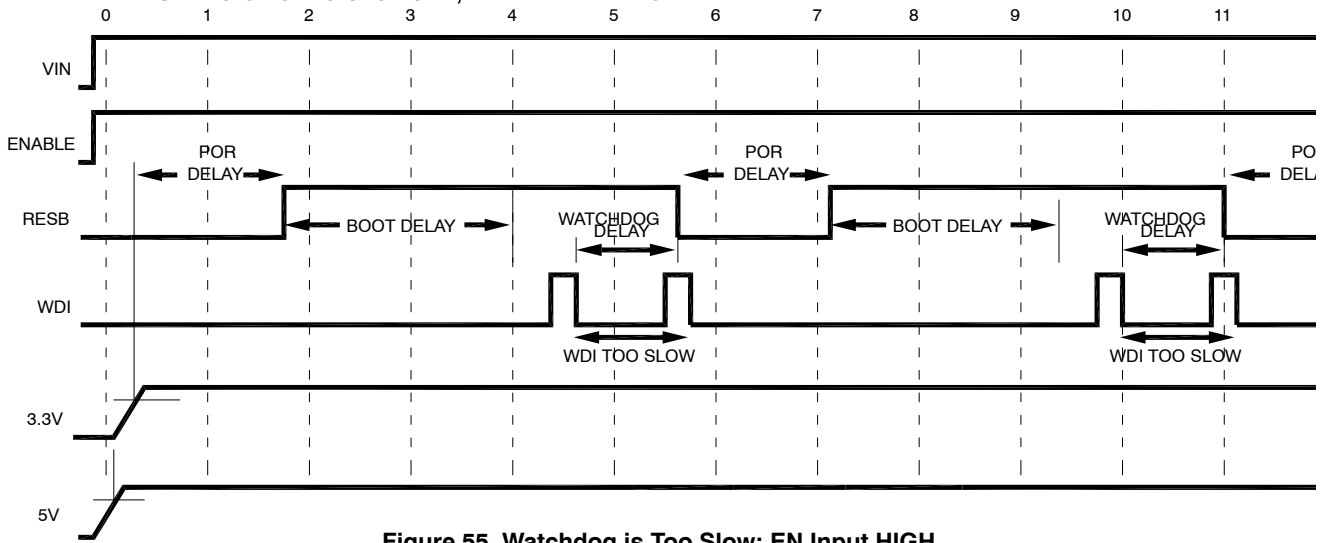 0 1 2 3 4 5 6 7 8 9 10 11
VIN
ENABLE
POR DELAY
POR DELAY
PO DEL
RESB
BOOT DELAY
WATCHDOG DELAY
BOOT DELAY
WATCHDOG DELAY
WDI
WDI TOO SLOW
WDI TOO SLOW
3.3V
5V
Figure 55. Watchdog is Too Slow: EN Input HIGH